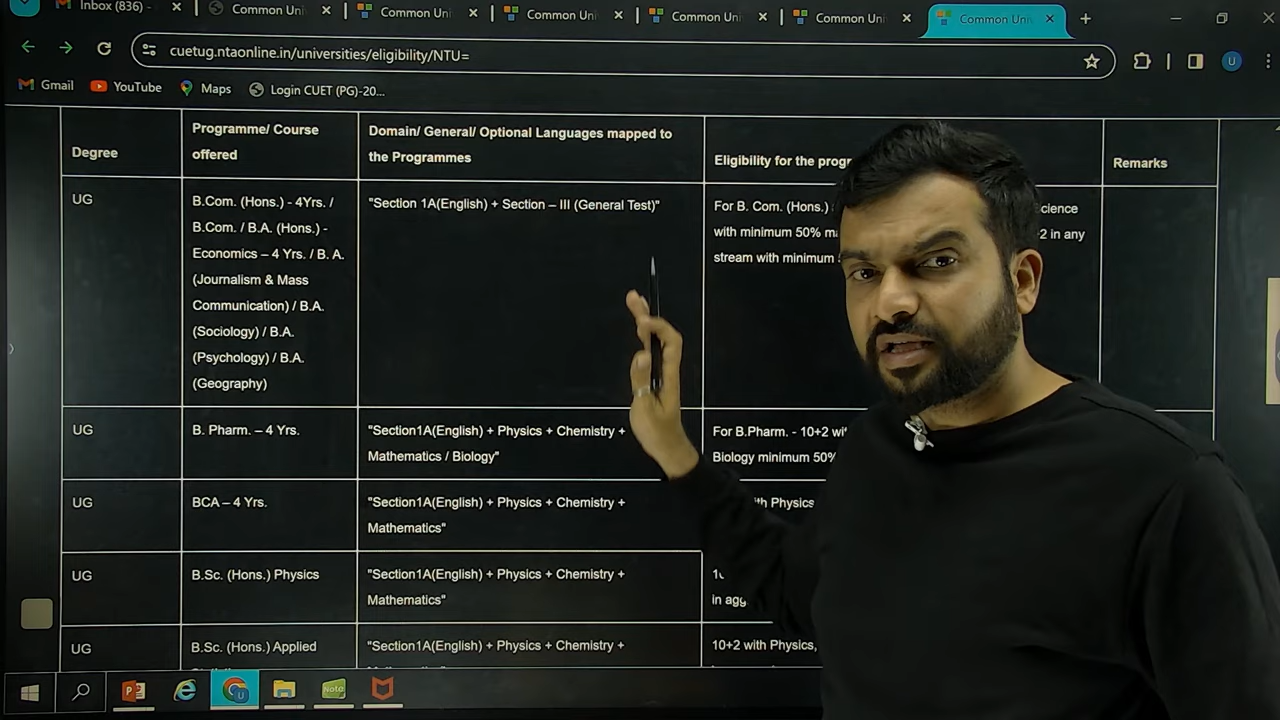 Inbox (836) -
Common Uni
Common Uni
Common Uni
Common Uni
Common Uni
Common Uni
cuetug.ntaonline.in/universities/eligibility/NTU=
U
Gmail
YouTube
Maps
Login CUET (PG)-20...
Degree
Programme/ Course
offered
Domain/ General/ Optional Languages mapped to
the Programmes
Eligibility for the
Remarks
UG
B.Com. (Hons.) - 4Yrs. /
B.Com. / B.A. (Hons.) -
Economics – 4 Yrs. / B. A.
(Journalism & Mass
Communication) / B.A.
(Sociology) / B.A.
(Psychology) / B.A.
(Geography)
"Section 1A(English) + Section – III (General Test)"
For B. Com. (Hons.)
with minimum 50%
2 in any
stream with minimum
UG
B. Pharm. – 4 Yrs.
"Section1A(English) + Physics + Chemistry +
Mathematics / Biology"
For B.Pharm. - 10+2
Biology minimum 50%
UG
BCA – 4 Yrs.
"Section1A(English) + Physics + Chemistry +
Mathematics"
Physics
UG
B.Sc. (Hons.) Physics
"Section1A(English) + Physics + Chemistry +
Mathematics"
in
UG
B.Sc. (Hons.) Applied
"Section1A(English) + Physics + Chemistry +
10+2 with Physics,
Note